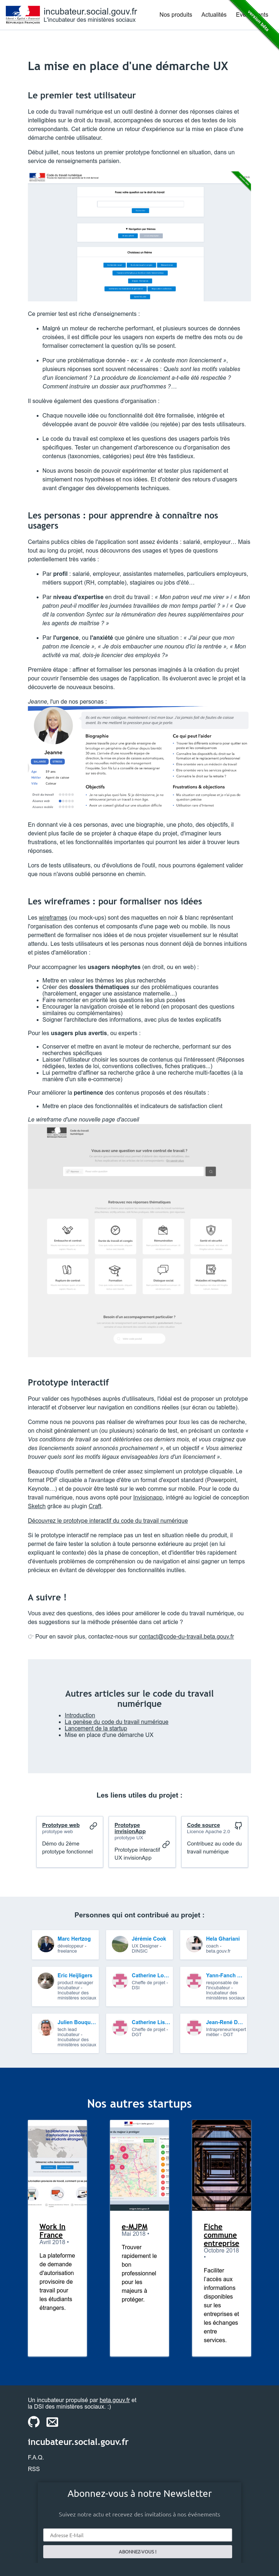 incubateur.social.gouv.fr
L'incubateur des ministères sociaux
Nos produits Actualités
version beta
La mise en place d'une démarche UX
Le premier test utilisateur
Le code du travail numérique est un outil destiné à donner des réponses claires et
intelligibles sur le droit du travail, accompagnées de sources et des textes de lois
correspondants. Cet article donne un retour d'expérience sur la mise en place d'une
démarche centrée utilisateur.
Début juillet, nous testons un premier prototype fonctionnel en situation, dans un
service de renseignements parisien.
Ce premier test est riche d'enseignements :
Malgré un moteur de recherche performant, et plusieurs sources de données
croisées, il est difficile pour les usagers non experts de mettre des mots ou de
formaliser correctement la question qu'ils se posent.
Pour une problématique donnée - ex: « Je conteste mon licenciement »,
plusieurs réponses sont nécessaires : Quels sont les motifs valables
d'un licenciement ? La procédure de licenciement a-t-elle été respectée ?
Comment instruire un dossier aux prud'hommes ?…
Il soulève également des questions d'organisation :
Chaque nouvelle idée ou fonctionnalité doit être formalisée, intégrée et
développée avant de pouvoir être validée (ou rejetée) par des tests utilisateurs.
Le code du travail est complexe et les questions des usagers parfois très
spécifiques. Tester un changement d'architecture ou d'organisation des
contenus (taxonomies, catégories) peut être très fastidieux.
Nous avons besoin de pouvoir expérimenter et tester plus rapidement et
simplement nos hypothèses et nos idées. Et d'obtenir des retours d'usagers
avant d'engager des développements techniques.
Les personas : pour apprendre à connaître nos
usagers
Certains publics cibles de l'application sont assez évidents : salarié, employeur… Mais
tout au long du projet, nous découvrons des usages et types de questions
potentiellement très variés :
Par profil : salarié, employeur, assistantes maternelles, particuliers employeurs,
métiers support (RH, comptable), stagiaires ou jobs d'été…
Par niveau d'expertise en droit du travail : « Mon patron veut me virer » ! « Mon
patron peut-il modifier les journées travaillées de mon temps partiel ? » ! « Que
dit la convention Syntec sur le paiement des heures supplémentaires pour mes
agents de maîtrise ? »
Par l'urgence, ou l'anxiété que génère une situation : « J'ai peur que mon
patron me licencie », « Je dois embaucher une nounou d'ici la rentrée », « Mon
activité va mal, dois-je licencier des employés ?»
Première étape : affiner et formaliser les personas imaginés à la création du projet
pour couvrir l'ensemble des usages de l'application. Ils évolueront avec le projet et la
découverte de nouveaux besoins.
Jeanne, l'un de nos personas :
Jeanne
Biographie
Ce qui peut l'aider
Objectifs
Frustrations & objections
En donnant vie à ces persona, avec une biographie, une photo, des objectifs, il
devient plus facile de se projeter à chaque étape du projet, d'imaginer leurs
frustrations, et les fonctionnalités qui pourraient les aider à trouver leurs réponses.
Lors de tests utilisateurs, ou d'évolutions de l'outil, nous pourrons également valider
que nous n'avons oublié personne en chemin.
Les wireframes : pour formaliser nos idées
Les wireframes (ou mock-ups) sont des maquettes en noir & blanc représentant
l'organisation des contenus et composants d'une page web ou mobile. Ils nous
permettent de formaliser nos idées et de nous projeter visuellement sur le résultat
attendu. Les tests utilisateurs et les personas nous donnent déjà de bonnes intuitions
et pistes d'amélioration :
Pour accompagner les usagers néophytes (en droit, ou en web) :
Mettre en valeur les thèmes les plus recherchés
Créer des dossiers thématiques sur des problématiques courantes
(harcèlement, engager une assistance maternelle…)
Faire remonter en priorité les questions les plus posées
Encourager la navigation croisée et le rebond (en proposant des questions
similaires ou complémentaires)
Soigner l'architecture des informations, avec plus de textes explicatifs
Pour les usagers plus avertis, ou experts :
Conserver et mettre en avant le moteur de recherche, performant sur des
recherches spécifiques
Laisser l'utilisateur choisir les sources de contenus qui l'intéressent (Réponses
rédigées, textes de loi, conventions collectives, fiches pratiques...)
Lui permettre d'affiner sa recherche grâce à une recherche multi-facettes (à la
manière d'un site e-commerce)
Pour améliorer la pertinence des contenus proposés et des résultats :
Mettre en place des fonctionnalités et indicateurs de satisfaction client
Le wireframe d'une nouvelle page d'accueil
Vous avez une question sur votre contrat de travail ?
Retrouvez nos réponses thématiques
Besoin d'un accompagnement particulier ?
Prototype interactif
Pour valider ces hypothèses auprès d'utilisateurs, l'idéal est de proposer un prototype
interactif et d'observer leur navigation en conditions réelles (sur écran ou tablette).
Comme nous ne pouvons pas réaliser de wireframes pour tous les cas de recherche,
on choisit généralement un (ou plusieurs) scénario de test, en précisant un contexte «
Vos conditions de travail se sont détériorées ces derniers mois, et vous craignez que
des licenciements soient annoncés prochainement », et un objectif « Vous aimerez
trouver quels sont les motifs légaux envisageables lors d'un licenciement ».
Beaucoup d'outils permettent de créer assez simplement un prototype cliquable. Le
format PDF cliquable a l'avantage d'être un format d'export standard (Powerpoint,
Keynote…) et de pouvoir être testé sur le web comme sur mobile. Pour le code du
travail numérique, nous avons opté pour Invisionapp, intégré au logiciel de conception
Sketch grâce au plugin Craft.
Découvrez le prototype interactif du code du travail numérique
Si le prototype interactif ne remplace pas un test en situation réelle du produit, il
permet de faire tester la solution à toute personne extérieure au projet (en lui
expliquant le contexte) dès la phase de conception, et d'identifier très rapidement
d'éventuels problèmes de compréhension ou de navigation et ainsi gagner en temps
précieux en évitant de développer des fonctionnalités inutiles.
A suivre !
Vous avez des questions, des idées pour améliorer le code du travail numérique, ou
des suggestions sur la méthode présentée dans cet article ?
Pour en savoir plus, contactez-nous sur contact@code-du-travail.beta.gouv.fr
Autres articles sur le code du travail
numérique
Introduction
La genèse du code du travail numérique
Lancement de la startup
Mise en place d'une démarche UX
Les liens utiles du projet :
Prototype web
prototype web
Démo du 2ème
prototype fonctionnel
Prototype
invisionApp
prototype UX
Prototype interactif
UX invisionApp
Code source
Licence Apache 2.0
Contribuez au code du
travail numérique
Personnes qui ont contribué au projet :
Marc Hertzog
développeur -
freelance
Jérémie Cook
UX Designer -
DINSIC
Hela Ghariani
coach -
beta.gouv.fr
Eric Heijligers
product manager
incubateur -
Incubateur des
ministères sociaux
Catherine Lo…
Cheffe de projet -
DSI
Yann-Fanch …
responsable de
l'incubateur -
Incubateur des
ministères sociaux
Julien Bouqu…
tech lead
incubateur -
Incubateur des
ministères sociaux
Catherine Lis…
Cheffe de projet -
DGT
Jean-René D…
Intrapreneur/expert
métier - DGT
Nos autres startups
Work In
France
Avril 2018 •
La plateforme
de demande
d'autorisation
provisoire de
travail pour
les étudiants
étrangers.
e-MJPM
Mai 2018 •
Trouver
rapidement le
bon
professionnel
pour les
majeurs à
protéger.
Fiche
commune
entreprise
Octobre 2018
•
Faciliter
l'accès aux
informations
disponibles
sur les
entreprises et
les échanges
entre
services.
Un incubateur propulsé par beta.gouv.fr et
la DSI des ministères sociaux. :)
Incubateur.social.gouv.fr
F.A.Q.
RSS
Abonnez-vous à notre Newsletter
Suivez notre actu et recevez des invitations à nos événements
Adresse E-Mail
ABONNEZ-VOUS !